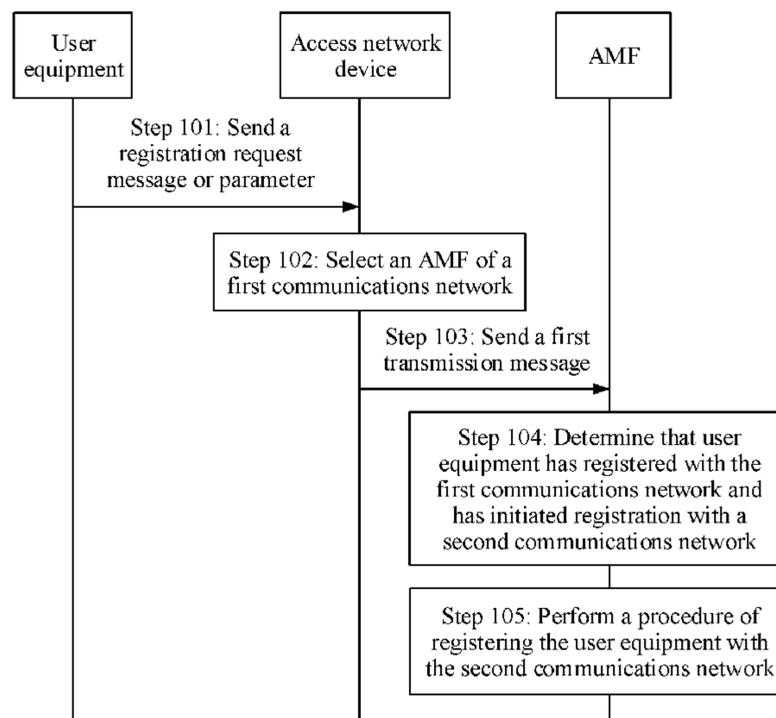 User
equipment
Access network
device
AMF
Step 101: Send a
registration request
message or parameter
Step 102: Select an AMF of a
first communications network
Step 103: Send a first
transmission message
Step 104: Determine that user
equipment has registered with the
first communications network and
has initiated registration with a
second communications network
Step 105: Perform a procedure of
registering the user equipment with
the second communications network